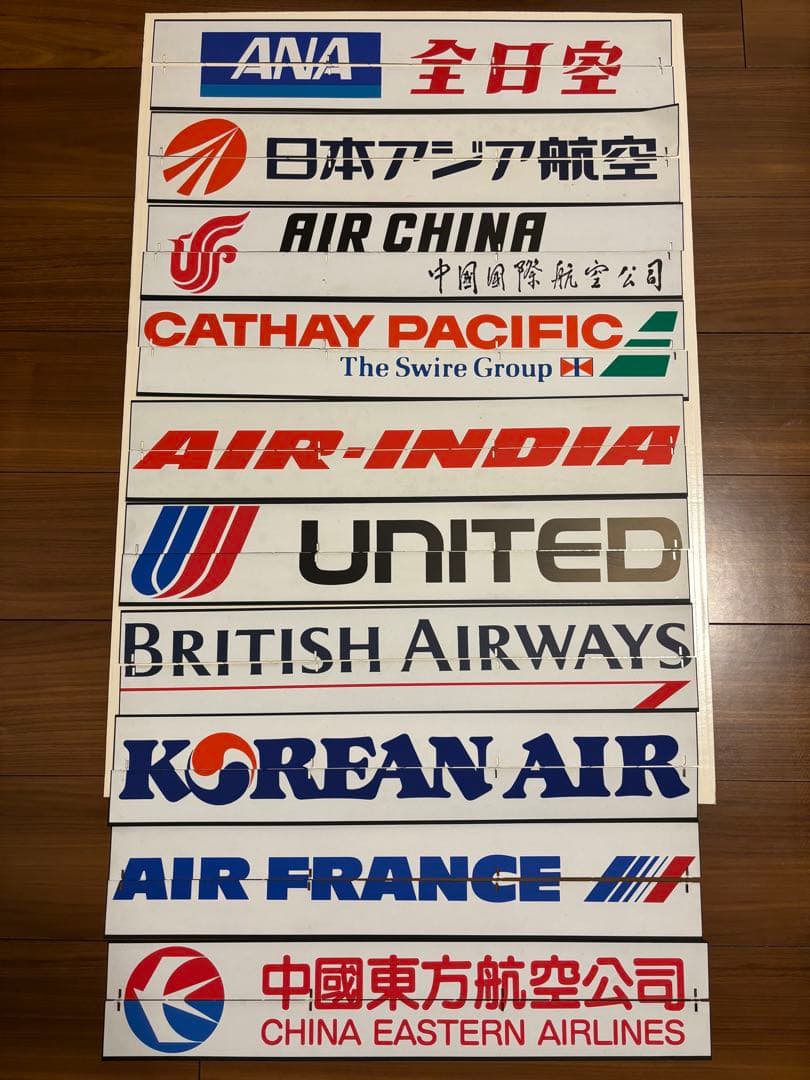 ANA 全日空
日本アジア航空
AIR CHINA
中国国際航空公司
CATHAY PACIFIC
The Swire Group
AIR-INDIA
UNITED
BRITISH AIRWAYS
KOREAN AIR
AIR FRANCE
中國東方航空公司
CHINA EASTERN AIRLINES